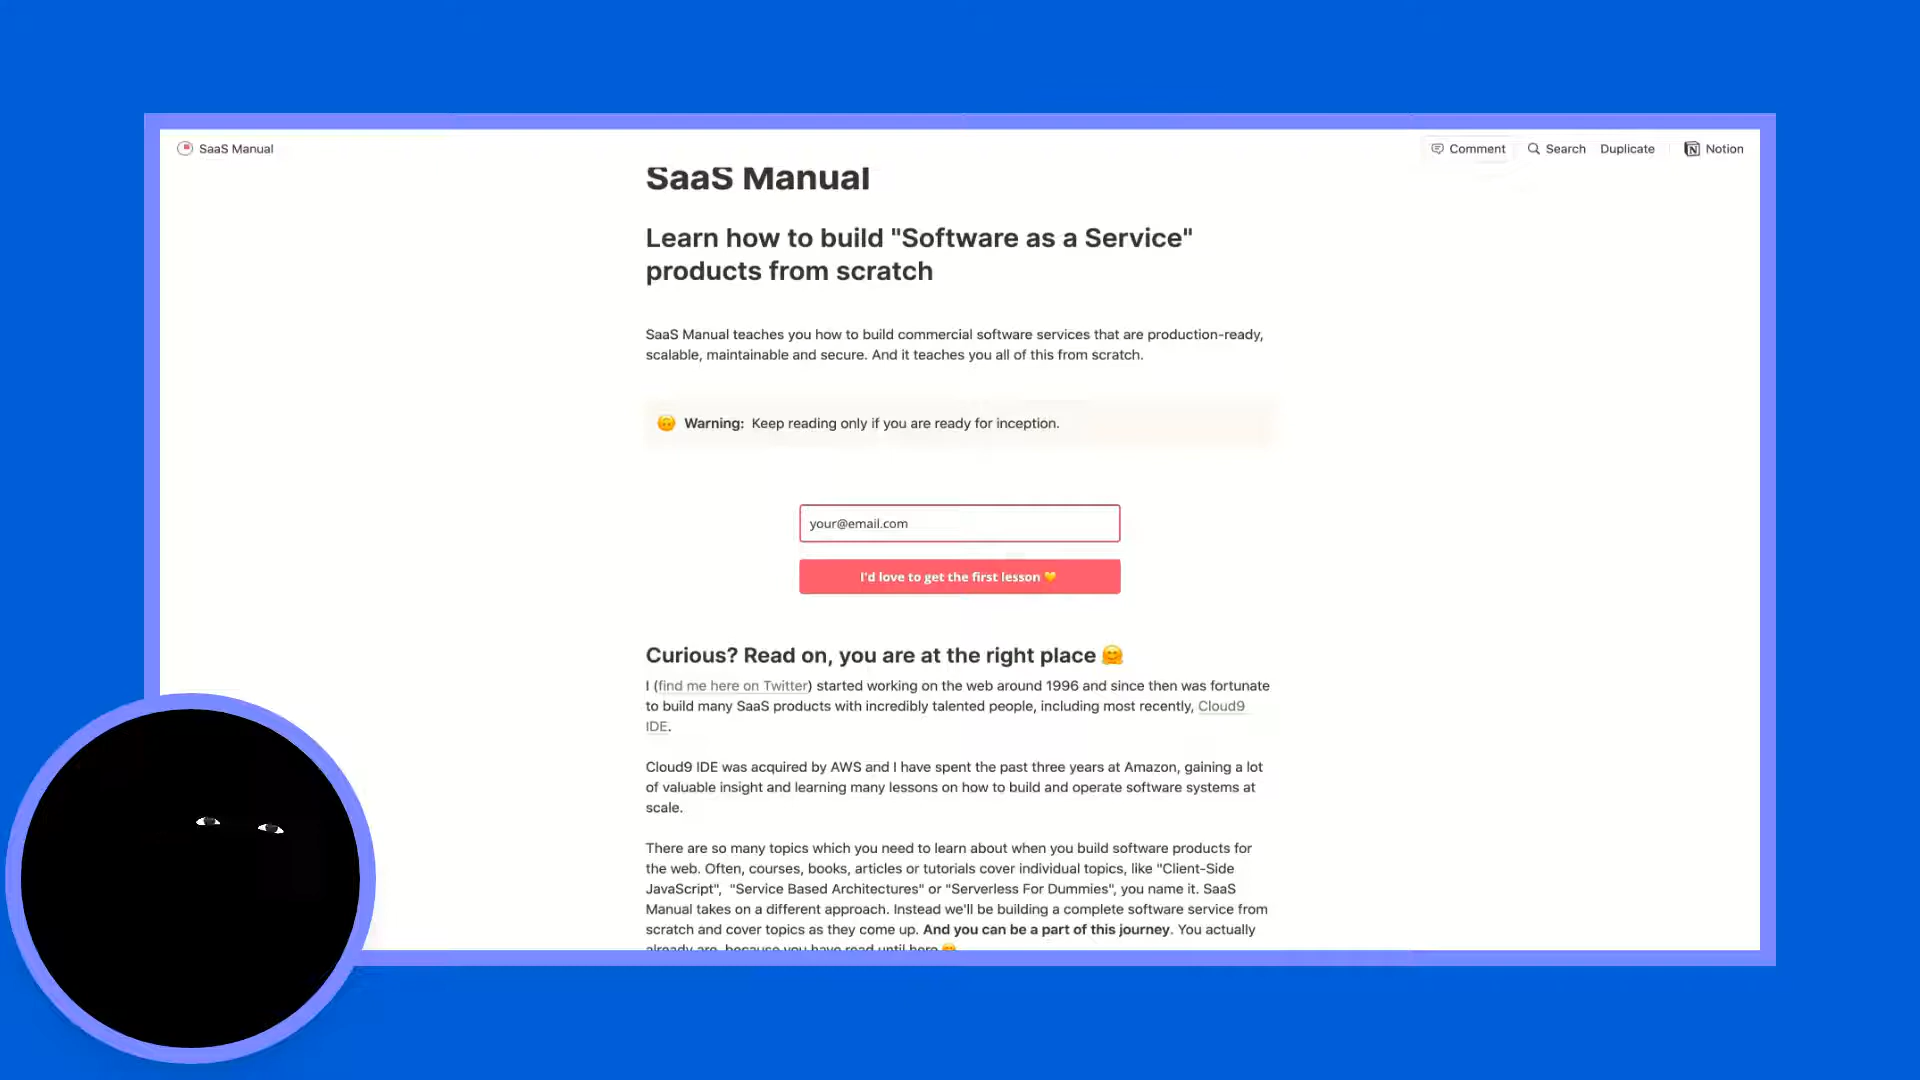 SaaS Manual
Comment
Search
Duplicate
Notion
SaaS Manual
Learn how to build "Software as a Service"
products from scratch
SaaS Manual teaches you how to build commercial software services that are production-ready,
scalable, maintainable and secure. And it teaches you all of this from scratch.
Warning: Keep reading only if you are ready for inception.
your@email.com
I'd love to get the first lesson 💛
Curious? Read on, you are at the right place 🤗
I (find me here on Twitter) started working on the web around 1996 and since then was fortunate
to build many SaaS products with incredibly talented people, including most recently, Cloud9
IDE.
Cloud9 IDE was acquired by AWS and I have spent the past three years at Amazon, gaining a lot
of valuable insight and learning many lessons on how to build and operate software systems at
scale.
There are so many topics which you need to learn about when you build software products for
the web. Often, courses, books, articles or tutorials cover individual topics, like "Client-Side
JavaScript", "Service Based Architectures" or "Serverless For Dummies", you name it. SaaS
Manual takes on a different approach. Instead we'll be building a complete software service from
scratch and cover topics as they come up. And you can be a part of this journey. You actually
already are, because you have read until here 🤗